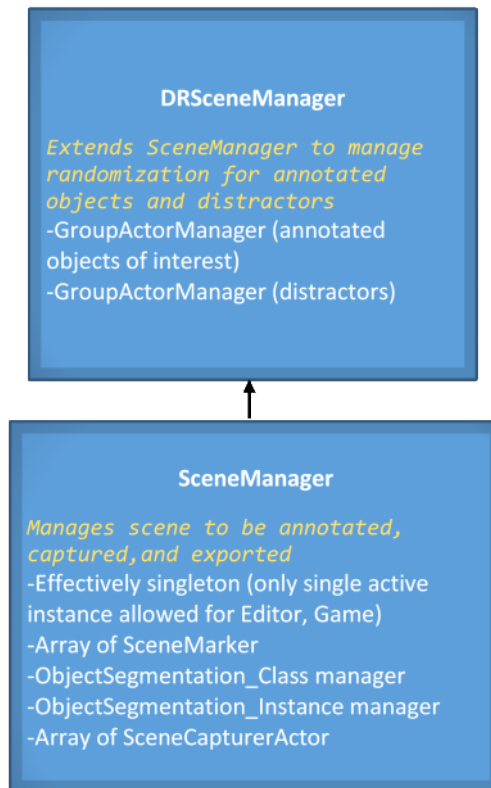 DRSceneManager
Extends SceneManager to manage
randomization for annotated
objects and distractors
-GroupActorManager (annotated
objects of interest)
-GroupActorManager (distractors)
SceneManager
Manages scene to be annotated,
captured,and exported
-Effectively singleton (only single active
instance allowed for Editor, Game)
-Array of SceneMarker
-ObjectSegmentation_Class manager
-ObjectSegmentation_Instance manager
-Array of SceneCapturerActor